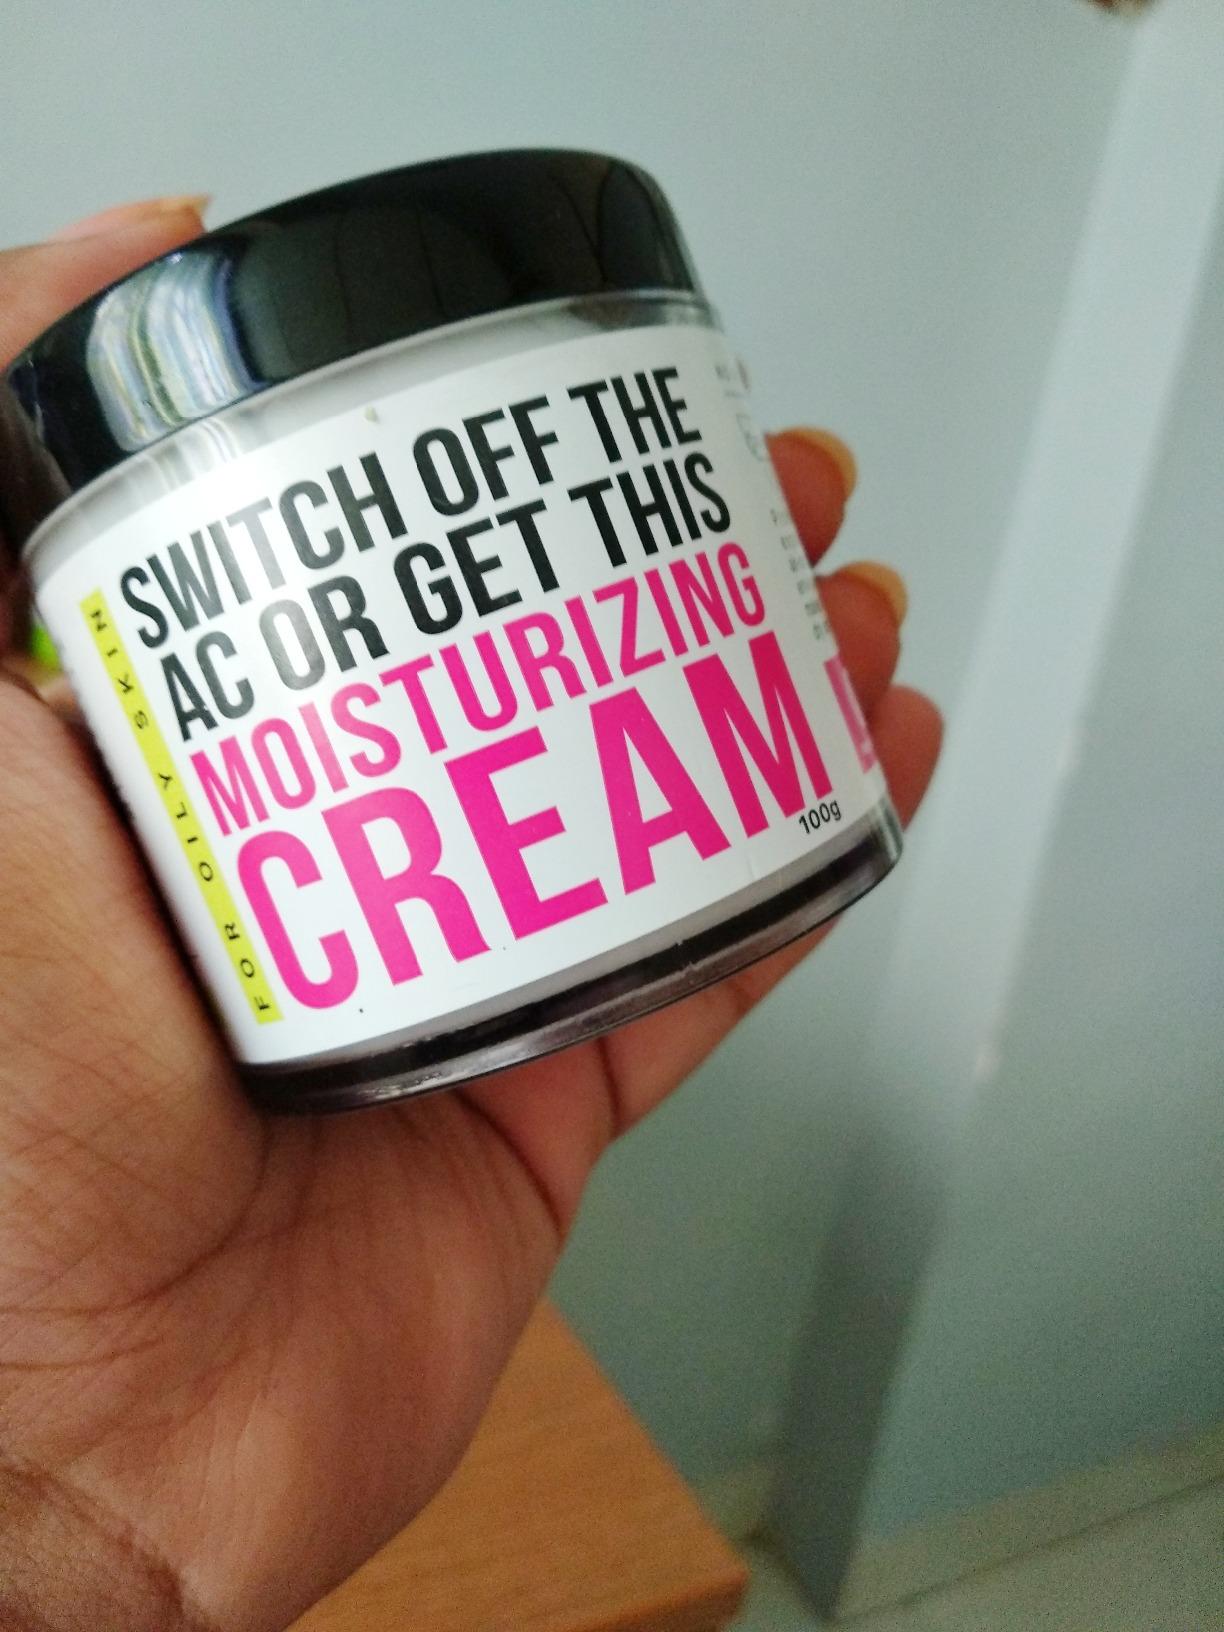 SWITCH OFF THE
AC OR GET THIS
MOISTURIZING
CREAM
100g
FOR OILY SKIN